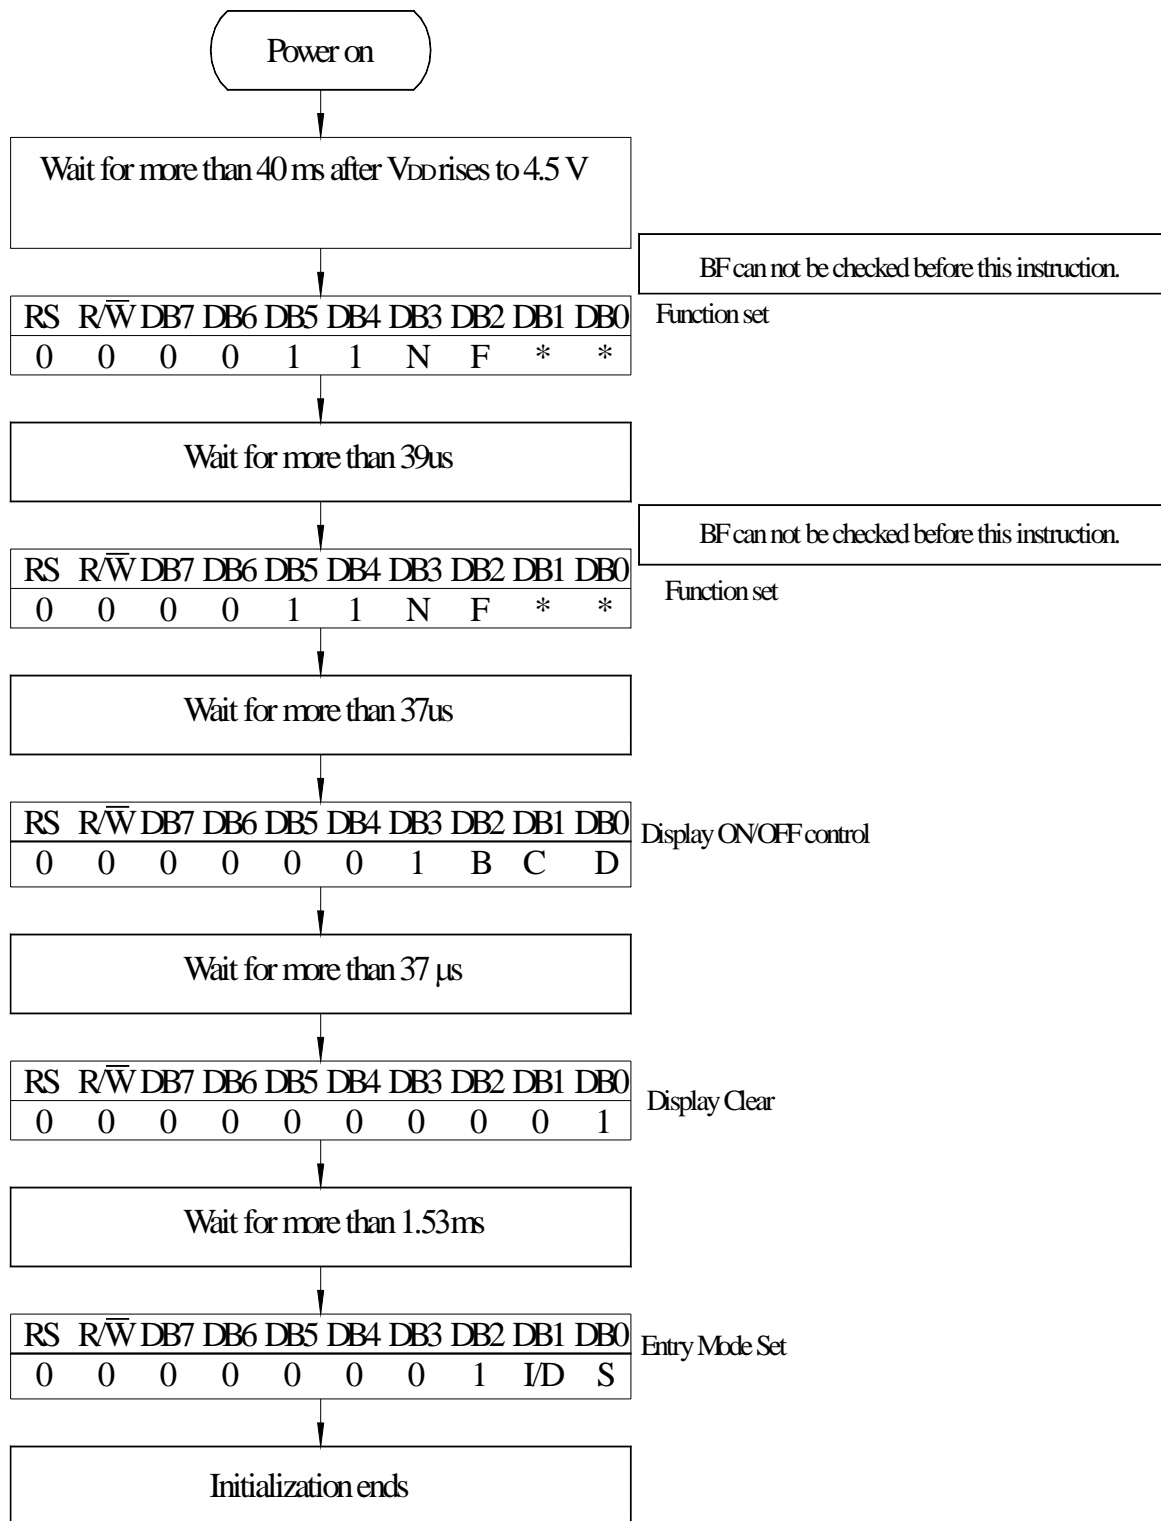 Power on
Wait for more than 40 ms after VDD rises to 4.5 V
BF can not be checked before this instruction.
RS R/W̅ DB7 DB6 DB5 DB4 DB3 DB2 DB1 DB0
Function set
0 0 0 0 1 1 N F * *
Wait for more than 39us
BF can not be checked before this instruction.
RS R/W̅ DB7 DB6 DB5 DB4 DB3 DB2 DB1 DB0
Function set
0 0 0 0 1 1 N F * *
Wait for more than 37us
RS R/W̅ DB7 DB6 DB5 DB4 DB3 DB2 DB1 DB0
Display ON/OFF control
0 0 0 0 0 0 1 B C D
Wait for more than 37 µs
RS R/W̅ DB7 DB6 DB5 DB4 DB3 DB2 DB1 DB0
Display Clear
0 0 0 0 0 0 0 0 0 1
Wait for more than 1.53ms
RS R/W̅ DB7 DB6 DB5 DB4 DB3 DB2 DB1 DB0
Entry Mode Set
0 0 0 0 0 0 0 1 I/D S
Initialization ends